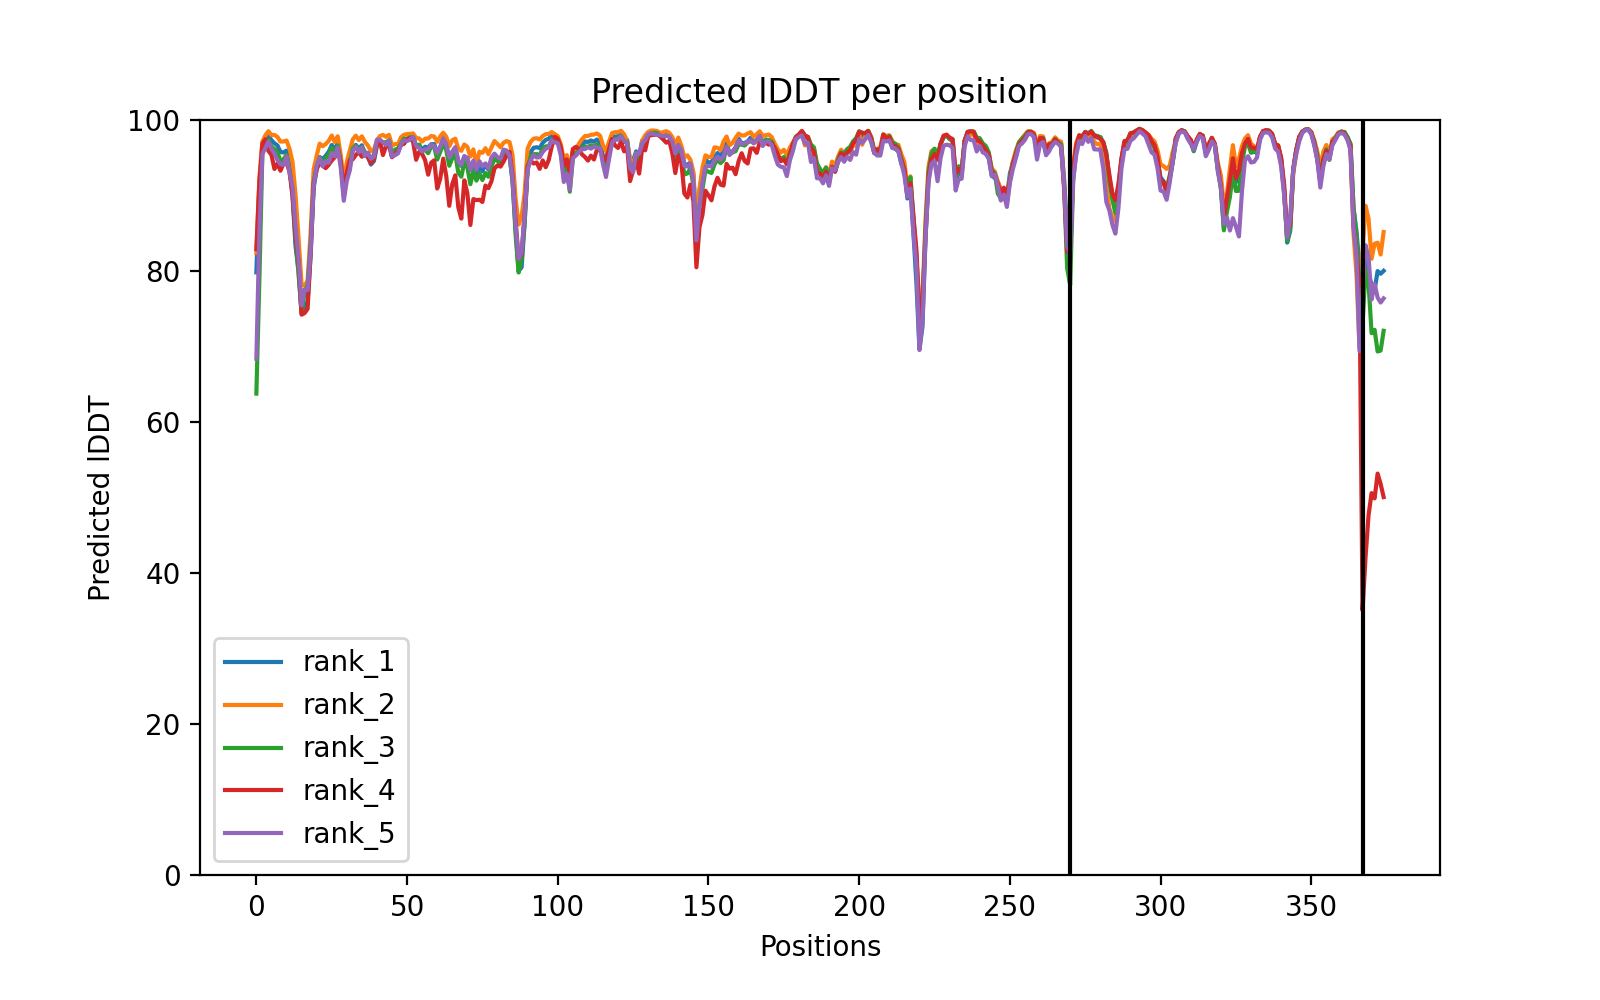 Predicted lDDT per position
100
80
60
40
20
0
Predicted lDDT
rank_1
rank_2
rank_3
rank_4
rank_5
0 50 100 150 200 250 300 350
Positions